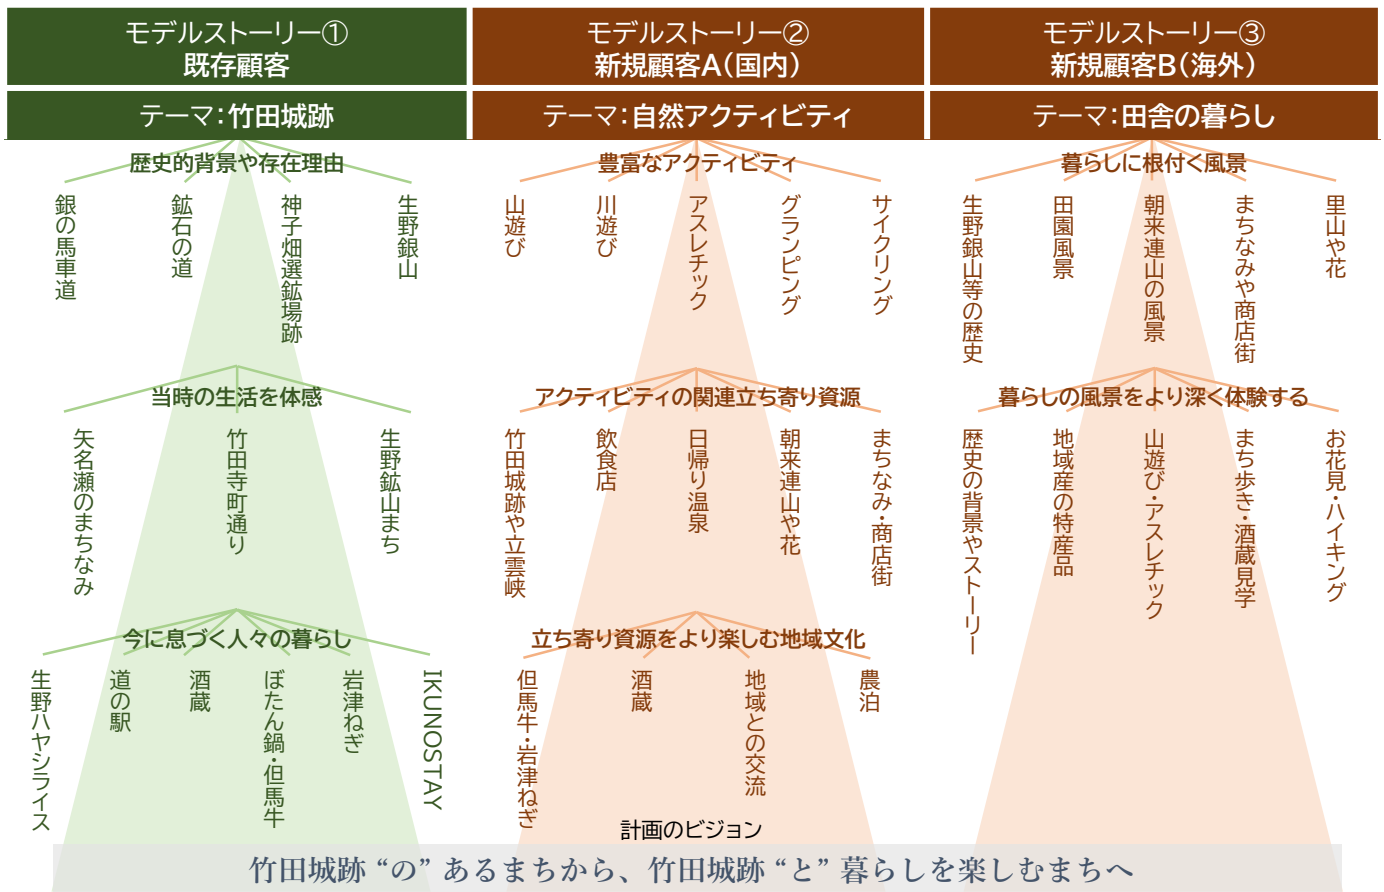 モデルストーリー①
既存顧客
テーマ：竹田城跡
歴史的背景や存在理由
銀の馬車道
鉱石の道
神子畑選鉱場跡
生野銀山
当時の生活を体感
矢名瀬のまちなみ
竹田寺町通り
生野鉱山まち
今に息づく人々の暮らし
生野ハヤシライス
道の駅
酒蔵
ぼたん鍋・但馬牛
岩津ねぎ
IKUNOSTAY
モデルストーリー②
新規顧客A（国内）
テーマ：自然アクティビティ
豊富なアクティビティ
山遊び
川遊び
アスレチック
グランピング
サイクリング
アクティビティの関連立ち寄り資源
竹田城跡や立雲峡
飲食店
日帰り温泉
朝来連山や花
まちなみ・商店街
立ち寄り資源をより楽しむ地域文化
但馬牛・岩津ねぎ
酒蔵
地域との交流
農泊
モデルストーリー③
新規顧客B（海外）
テーマ：田舎の暮らし
暮らしに根付く風景
生野銀山等の歴史
田園風景
朝来連山の風景
まちなみや商店街
里山や花
暮らしの風景をより深く体験する
歴史の背景やストーリー
地域産の特産品
山遊び・アスレチック
まち歩き・酒蔵見学
お花見・ハイキング
計画のビジョン
竹田城跡 “の” あるまちから、竹田城跡 “と” 暮らしを楽しむまちへ